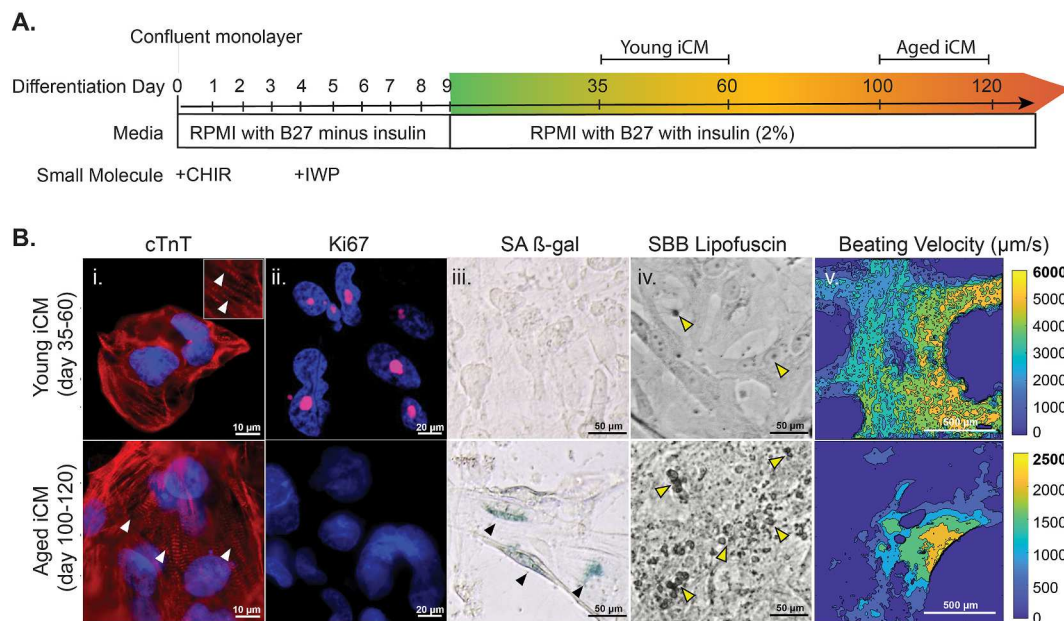 A.
Confluent monolayer
Young iCM
Aged iCM
Differentiation Day 0 1 2 3 4 5 6 7 8 9 35 60 100 120
Media RPMI with B27 minus insulin RPMI with B27 with insulin (2%)
Small Molecule +CHIR +IWP
B.
cTnT Ki67 SA ß-gal SBB Lipofuscin Beating Velocity (µm/s)
Young iCM
(day 35-60)
i. ii. iii. iv. v.
10 µm 20 µm 50 µm 50 µm 500 µm
6000
5000
4000
3000
2000
1000
0
Aged iCM
(day 100-120)
10 µm 20 µm 50 µm 50 µm 500 µm
2500
2000
1500
1000
500
0